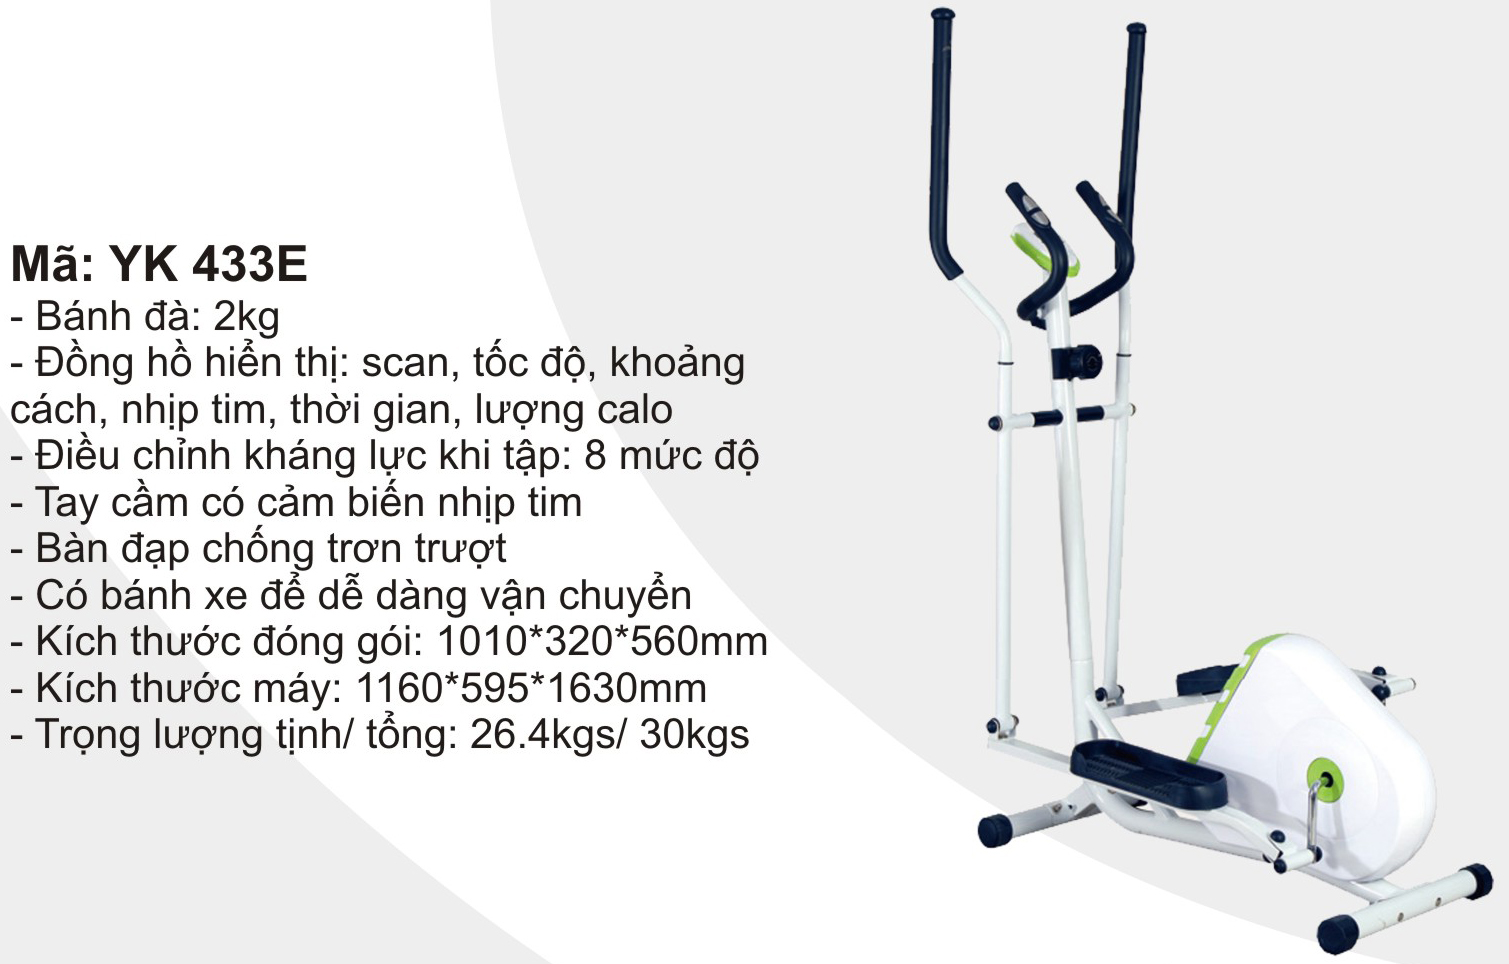 Mã: YK 433E
- Bánh đà: 2kg
- Đồng hồ hiển thị: scan, tốc độ, khoảng
cách, nhịp tim, thời gian, lượng calo
- Điều chỉnh kháng lực khi tập: 8 mức độ
- Tay cầm có cảm biến nhịp tim
- Bàn đạp chống trơn trượt
- Có bánh xe để dễ dàng vận chuyển
- Kích thước đóng gói: 1010*320*560mm
- Kích thước máy: 1160*595*1630mm
- Trọng lượng tịnh/ tổng: 26.4kgs/ 30kgs